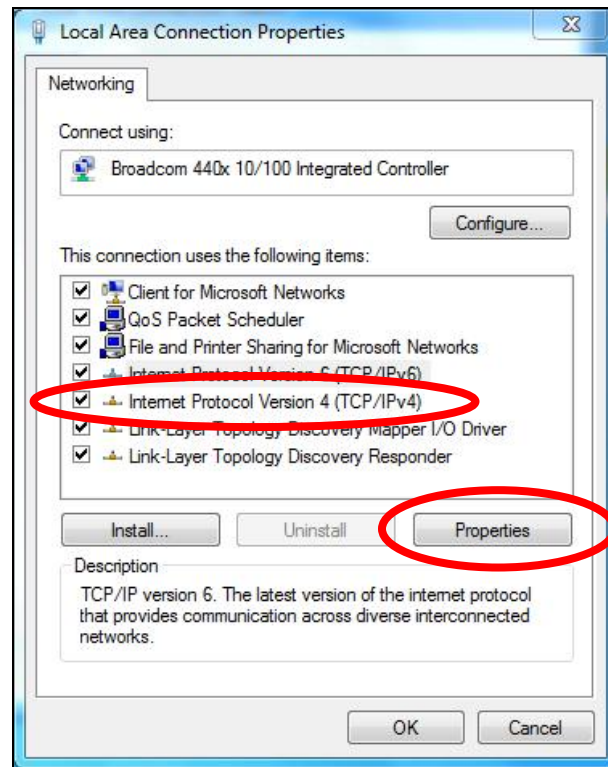 Local Area Connection Properties
Networking
Connect using:
Broadcom 440x 10/100 Integrated Controller
Configure...
This connection uses the following items:
Client for Microsoft Networks
QoS Packet Scheduler
File and Printer Sharing for Microsoft Networks
Internet Protocol Version 6 (TCP/IPv6)
Internet Protocol Version 4 (TCP/IPv4)
Link-Layer Topology Discovery Mapper I/O Driver
Link-Layer Topology Discovery Responder
Install... Uninstall Properties
Description
TCP/IP version 6. The latest version of the internet protocol
that provides communication across diverse interconnected
networks.
OK Cancel